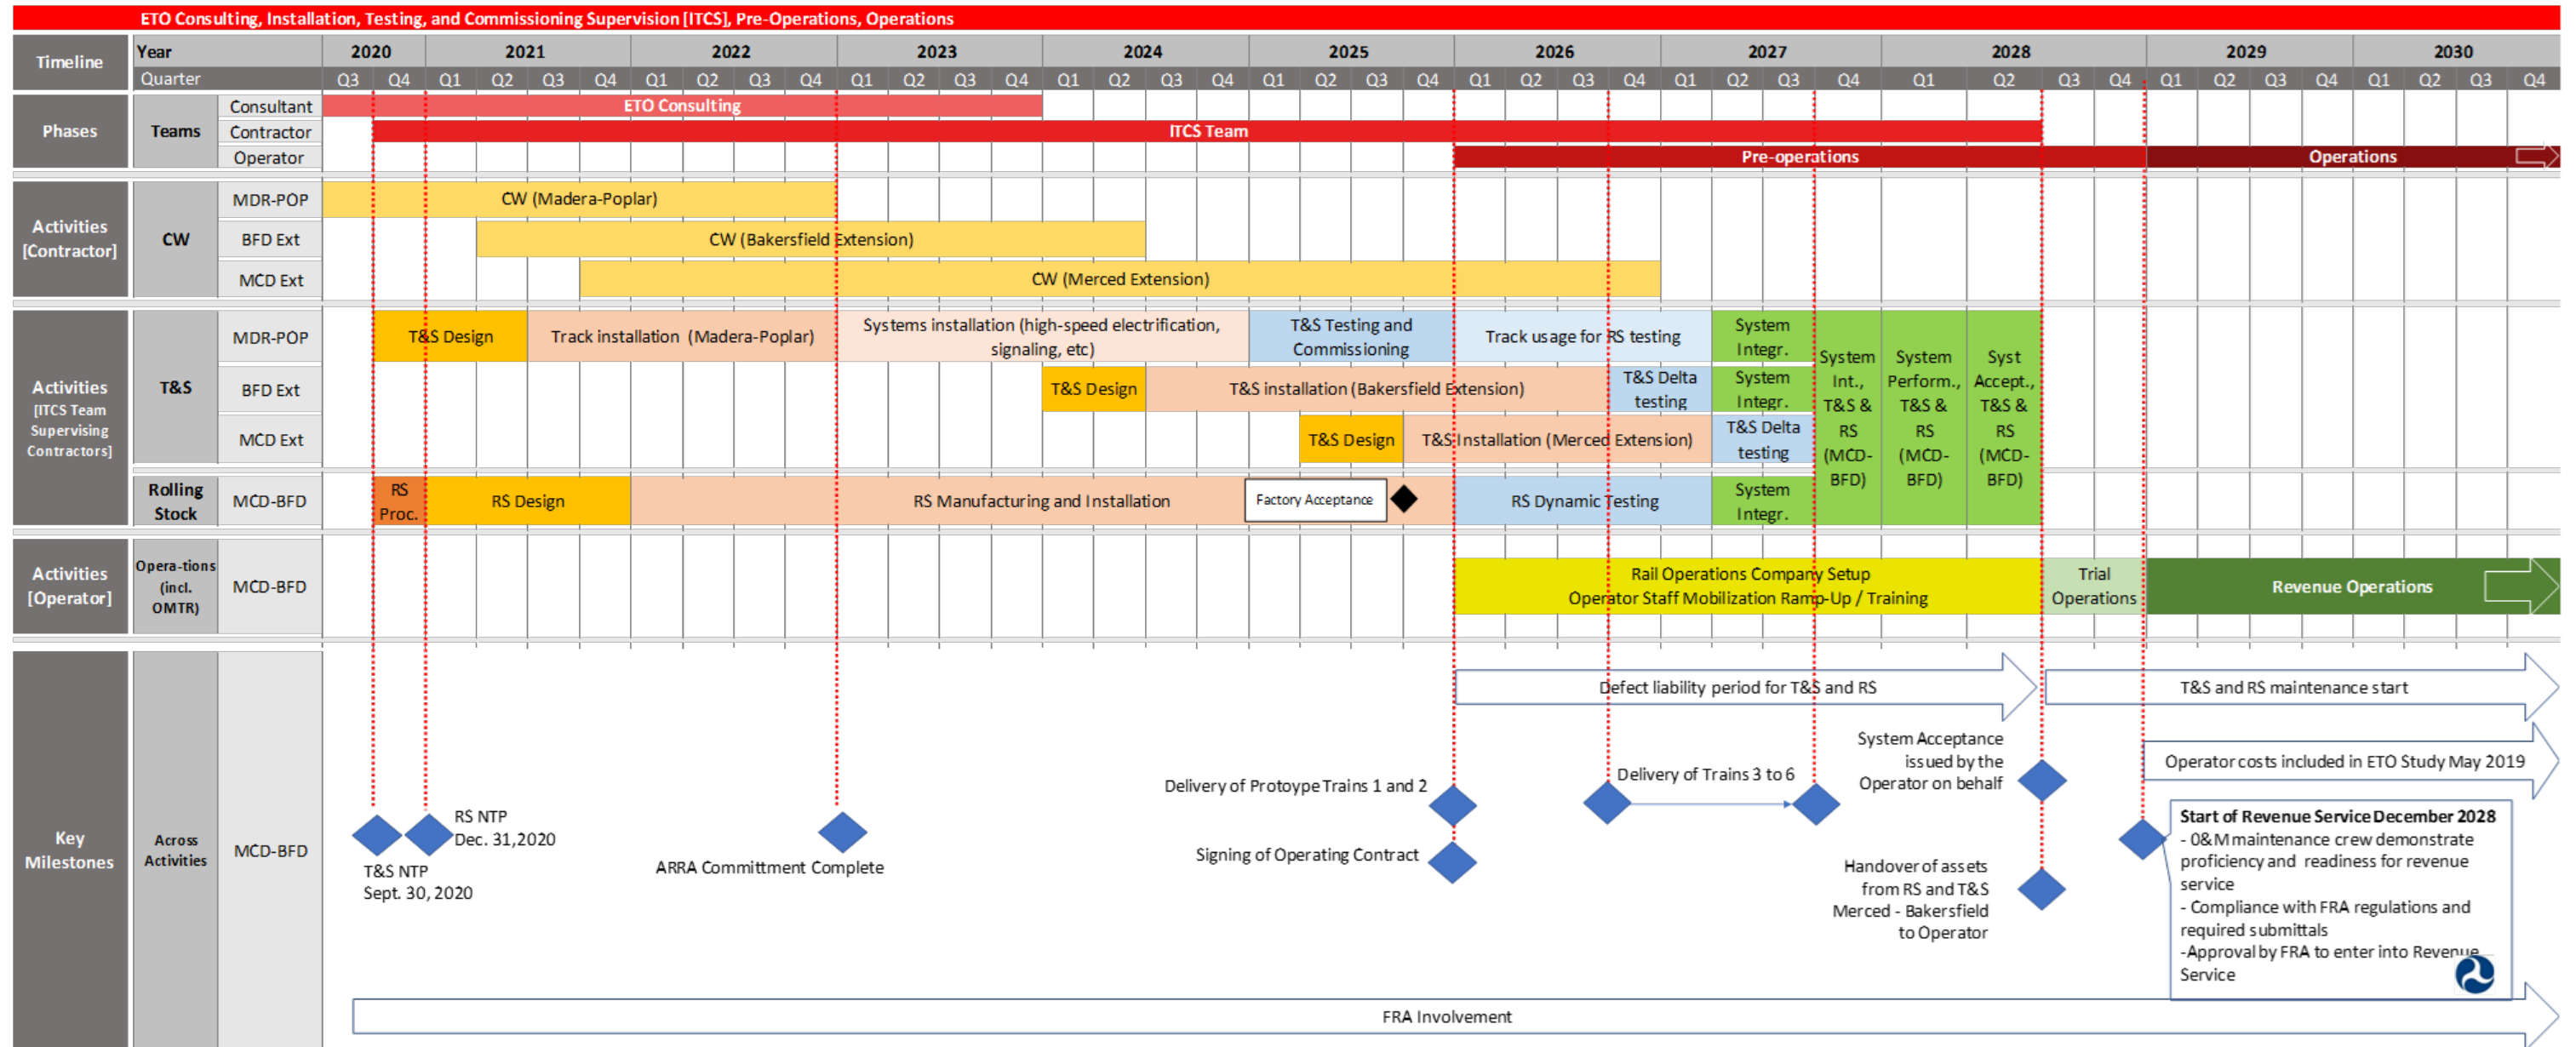 ETO Consulting, Installation, Testing, and Commissioning Supervision [ITCS], Pre-Operations, Operations
Timeline
Year
2020
2021
2022
2023
2024
2025
2026
2027
2028
2029
2030
Quarter
Q3 Q4 Q1 Q2 Q3 Q4 Q1 Q2 Q3 Q4 Q1 Q2 Q3 Q4 Q1 Q2 Q3 Q4 Q1 Q2 Q3 Q4 Q1 Q2 Q3 Q4 Q1 Q2 Q3 Q4 Q1 Q2 Q3 Q4 Q1 Q2 Q3 Q4 Q1 Q2 Q3 Q4
Phases
Teams
Consultant
ETO Consulting
Contractor
ITCS Team
Operator
Pre-operations
Operations
Activities
[Contractor]
CW
MDR-POP
CW (Madera-Poplar)
BFD Ext
CW (Bakersfield Extension)
MCD Ext
CW (Merced Extension)
Activities
[ITCS Team
Supervising
Contractors]
T&S
MDR-POP
T&S Design
Track installation (Madera-Poplar)
Systems installation (high-speed electrification,
signaling, etc)
T&S Testing and
Commissioning
Track usage for RS testing
System
Integr.
BFD Ext
T&S Design
T&S installation (Bakersfield Extension)
T&S Delta
testing
System
Integr.
MCD Ext
T&S Design
T&S Installation (Merced Extension)
T&S Delta
testing
System
Int.,
T&S &
RS
(MCD-
BFD)
System
Perform.,
T&S &
RS
(MCD-
BFD)
Syst
Accept.,
T&S &
RS
(MCD-
BFD)
Rolling
Stock
MCD-BFD
RS
Proc.
RS Design
RS Manufacturing and Installation
Factory Acceptance
RS Dynamic Testing
System
Integr.
Activities
[Operator]
Opera-tions
(incl.
OMTR)
MCD-BFD
Rail Operations Company Setup
Operator Staff Mobilization Ramp-Up / Training
Trial
Operations
Revenue Operations
Key
Milestones
Across
Activities
MCD-BFD
Defect liability period for T&S and RS
T&S and RS maintenance start
System Acceptance
issued by the
Operator on behalf
Operator costs included in ETO Study May 2019
Delivery of Protoype Trains 1 and 2
Delivery of Trains 3 to 6
RS NTP
Dec. 31,2020
T&S NTP
Sept. 30, 2020
ARRA Committment Complete
Signing of Operating Contract
Handover of assets
from RS and T&S
Merced - Bakersfield
to Operator
Start of Revenue Service December 2028
- 0&M maintenance crew demonstrate
proficiency and readiness for revenue
service
- Compliance with FRA regulations and
required submittals
-Approval by FRA to enter into Revenue
Service
FRA Involvement